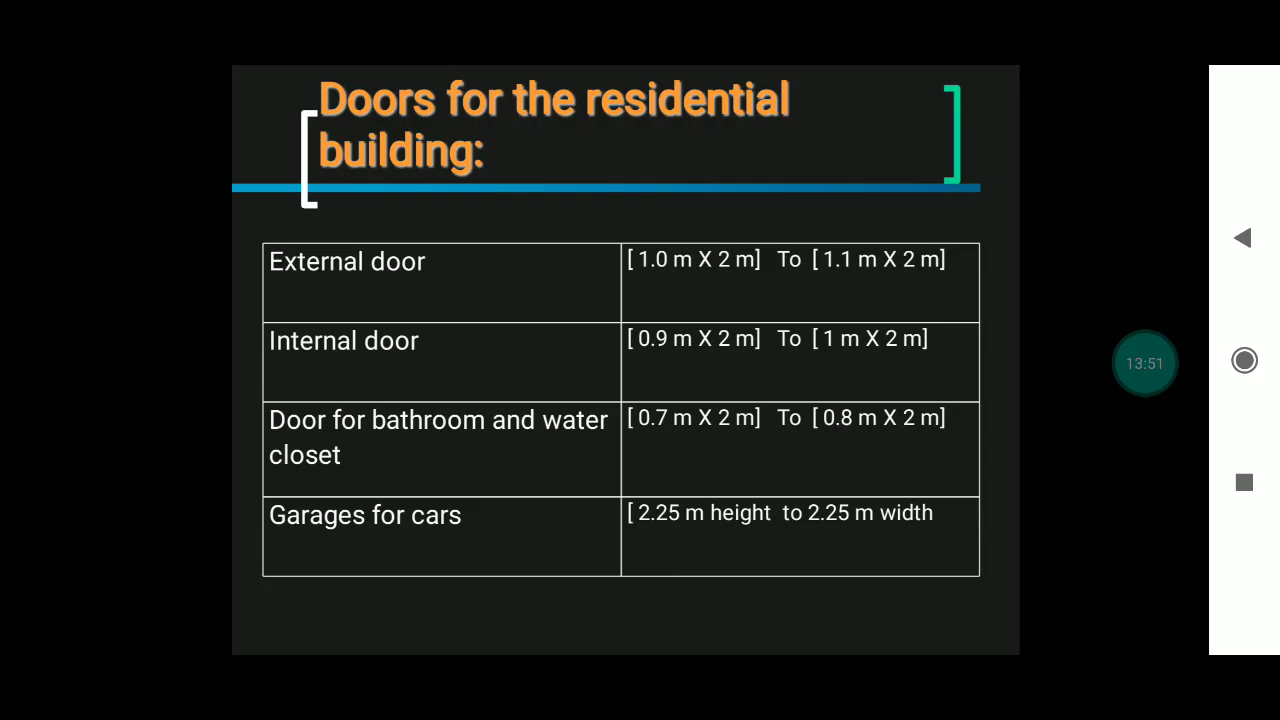 Doors for the residential
building:
External door
[ 1.0 m X 2 m]   To  [ 1.1 m X 2 m]
Internal door
[ 0.9 m X 2 m]   To  [ 1 m X 2 m]
Door for bathroom and water
closet
[ 0.7 m X 2 m]   To  [ 0.8 m X 2 m]
Garages for cars
[ 2.25 m height  to 2.25 m width
13:51